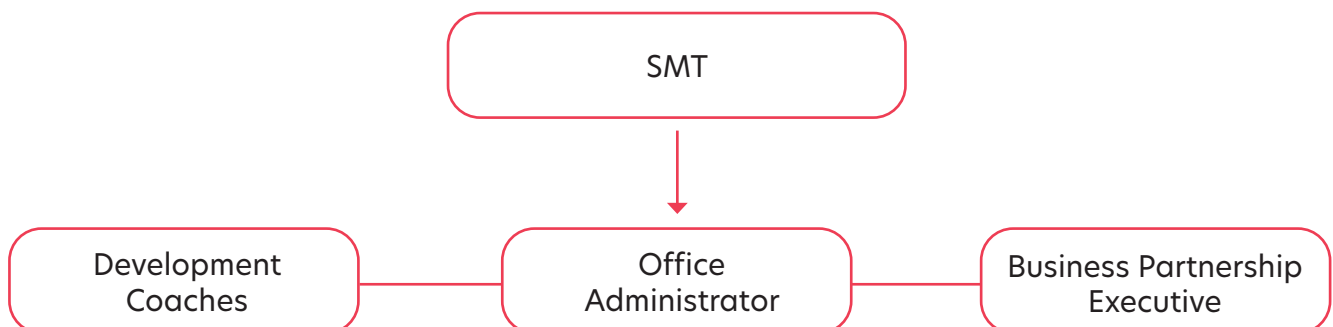 SMT
Development
Coaches
Office
Administrator
Business Partnership
Executive